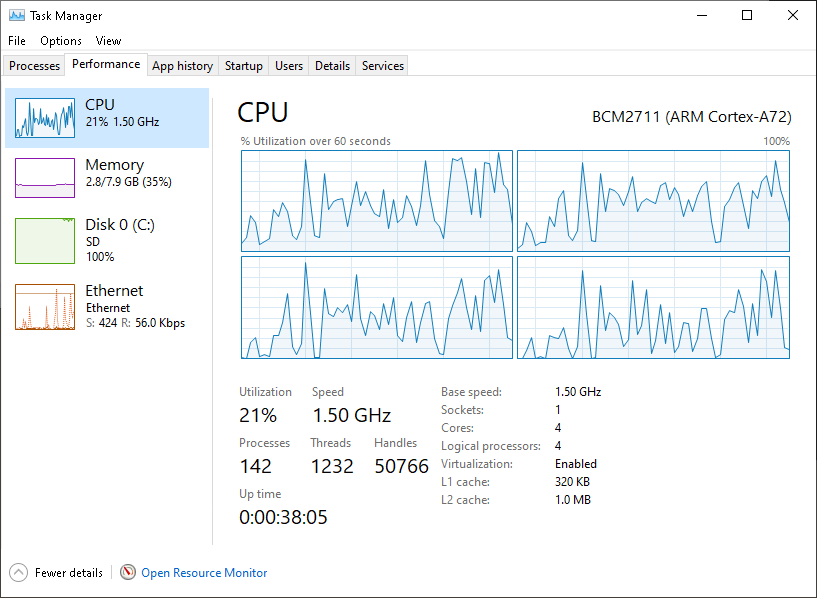 Task Manager
File Options View
Processes Performance App history Startup Users Details Services
CPU
21% 1.50 GHz
Memory
2.8/7.9 GB (35%)
Disk 0 (C:)
SD
100%
Ethernet
Ethernet
S: 424 R: 56.0 Kbps
CPU BCM2711 (ARM Cortex-A72)
% Utilization over 60 seconds 100%
Utilization Speed
21% 1.50 GHz
Processes Threads Handles
142 1232 50766
Up time
0:00:38:05
Base speed: 1.50 GHz
Sockets: 1
Cores: 4
Logical processors: 4
Virtualization: Enabled
L1 cache: 320 KB
L2 cache: 1.0 MB
Fewer details Open Resource Monitor